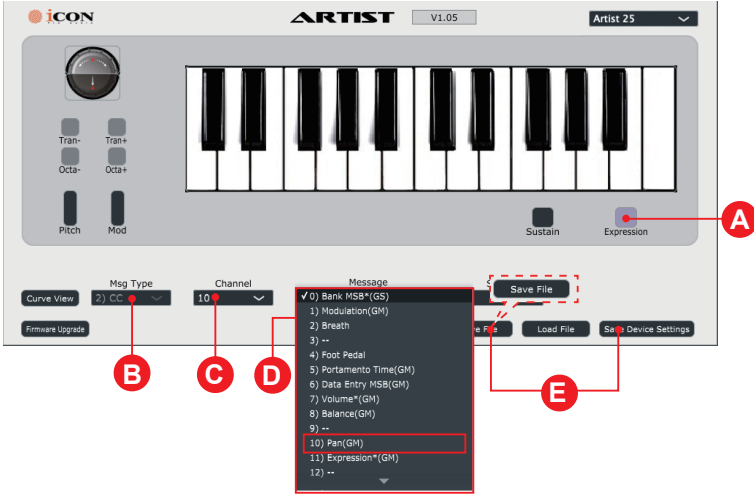 iCON
PRO AUDIO
ARTIST
V1.05
Artist 25
Tran-
Tran+
Octa-
Octa+
Pitch
Mod
Sustain
Expression
A
Msg Type
Channel
Message
Curve View
2) CC
10
Save File
Firmware Upgrade
Load File
Save Device Settings
B
C
D
E
✓ 0) Bank MSB*(GS)
1) Modulation(GM)
2) Breath
3) --
4) Foot Pedal
5) Portamento Time(GM)
6) Data Entry MSB(GM)
7) Volume*(GM)
8) Balance(GM)
9) --
10) Pan(GM)
11) Expression*(GM)
12) --